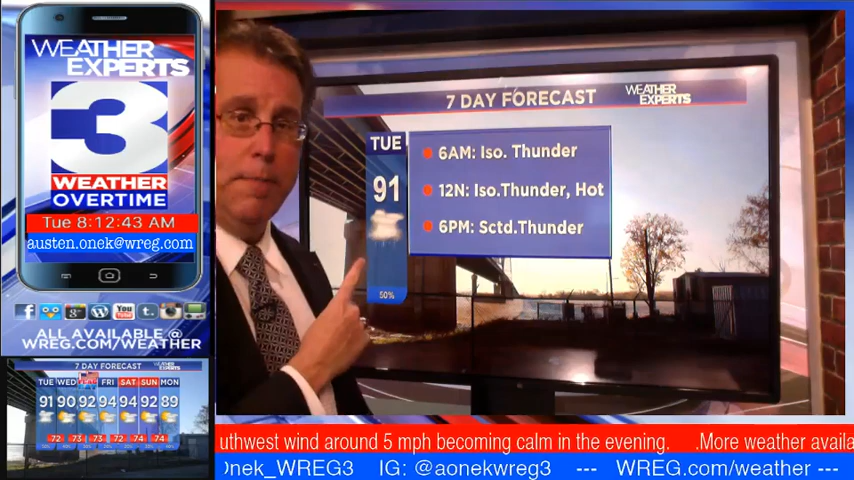 WEATHER
EXPERTS
3
WEATHER
OVERTIME
Tue 8:12:43 AM
austen.onek@wreg.com
ALL AVAILABLE @
WREG.COM/WEATHER
7 DAY FORECAST
WEATHER
EXPERTS
TUE WED FRI SAT SUN MON
91 90 92 94 94 92 89
72 73 73 72 74 74
7 DAY FORECAST
WEATHER
EXPERTS
TUE
91
50%
6AM: Iso. Thunder
12N: Iso.Thunder, Hot
6PM: Sctd.Thunder
uthwest wind around 5 mph becoming calm in the evening. .More weather availa
Onek_WREG3 IG: @aonekwreg3 --- WREG.com/weather ---